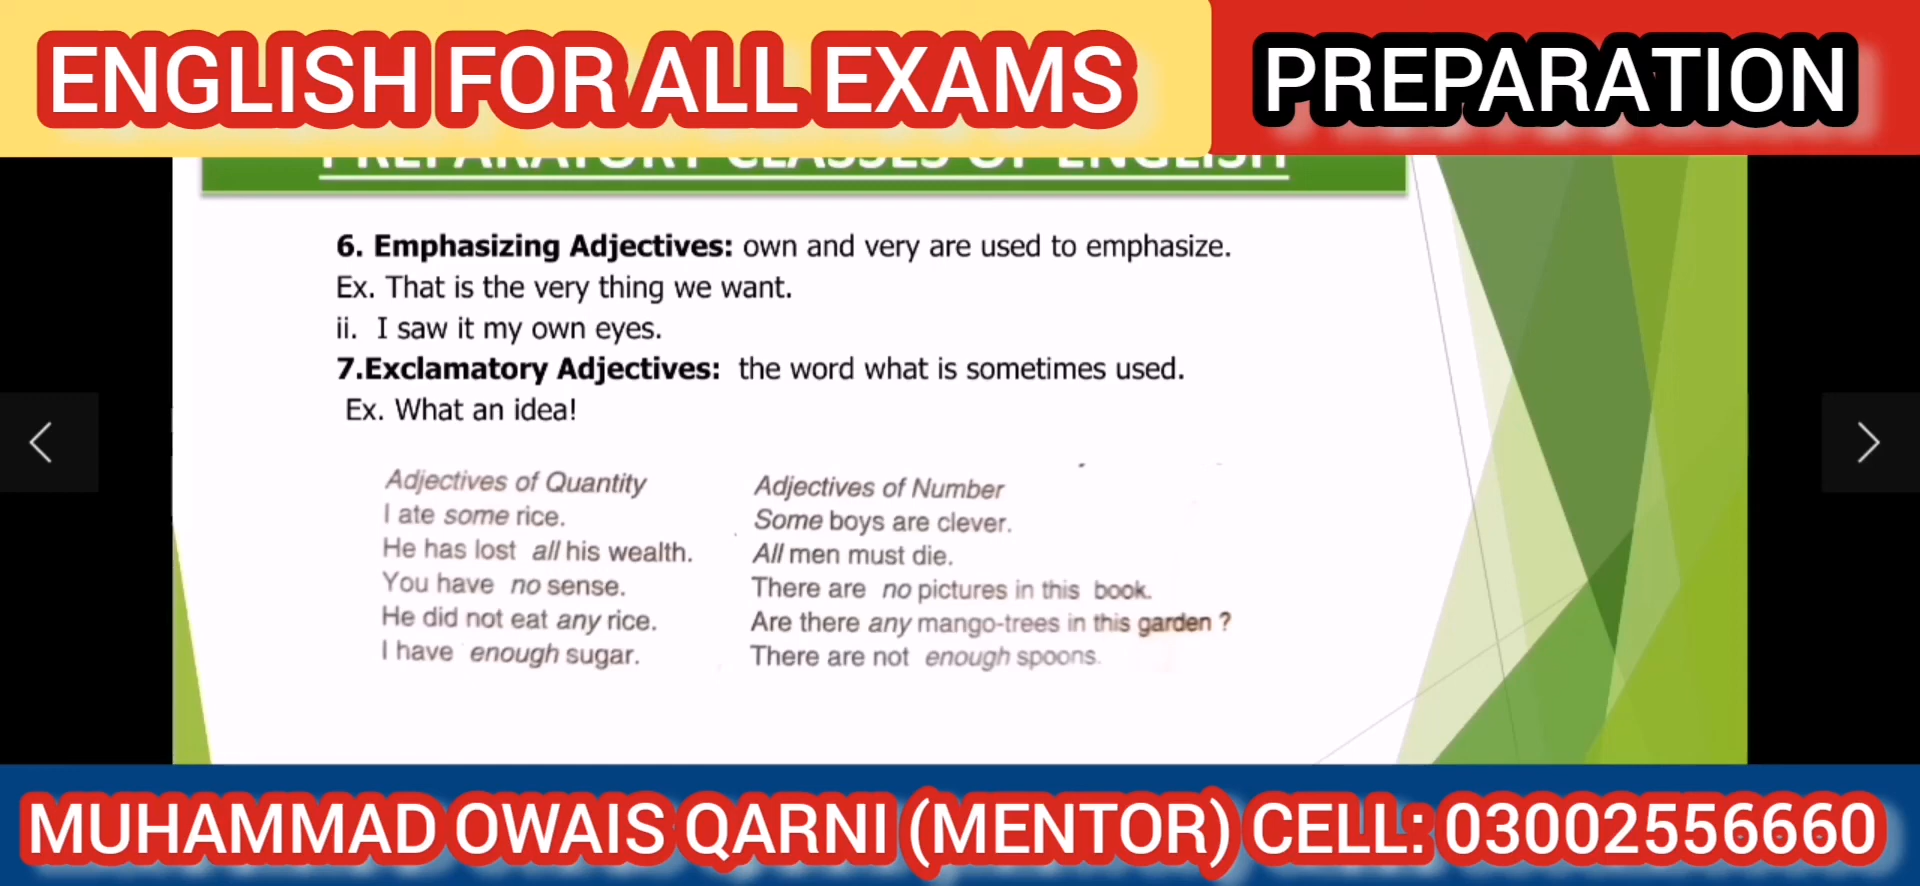 ENGLISH FOR ALL EXAMS
PREPARATION
PREPARATORY CLASSES OF ENGLISH
6. Emphasizing Adjectives: own and very are used to emphasize.
Ex. That is the very thing we want.
ii. I saw it my own eyes.
7.Exclamatory Adjectives: the word what is sometimes used.
Ex. What an idea!
Adjectives of Quantity
I ate some rice.
He has lost all his wealth.
You have no sense.
He did not eat any rice.
I have enough sugar.
Adjectives of Number
Some boys are clever.
All men must die.
There are no pictures in this book.
Are there any mango-trees in this garden ?
There are not enough spoons.
MUHAMMAD OWAIS QARNI (MENTOR) CELL: 03002556660